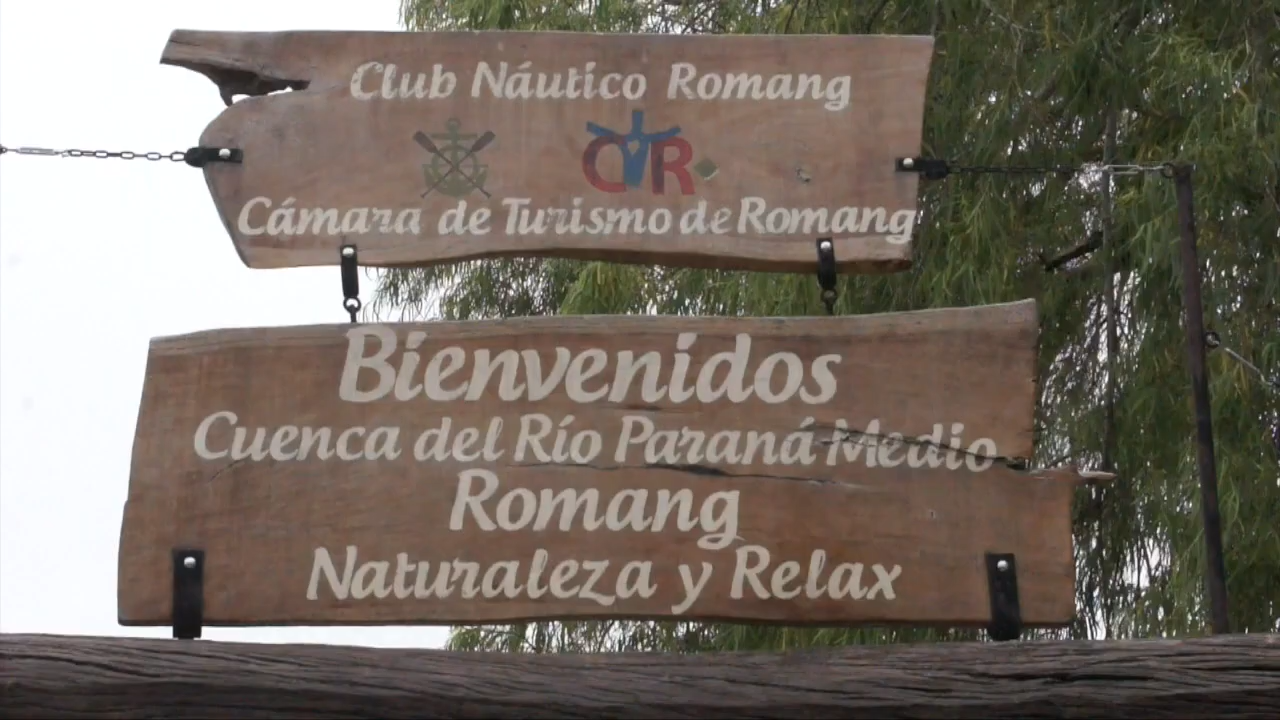 Club Náutico Romang
CTR
Cámara de Turismo de Romang
Bienvenidos
Cuenca del Río Paraná Medio
Romang
Naturaleza y Relax